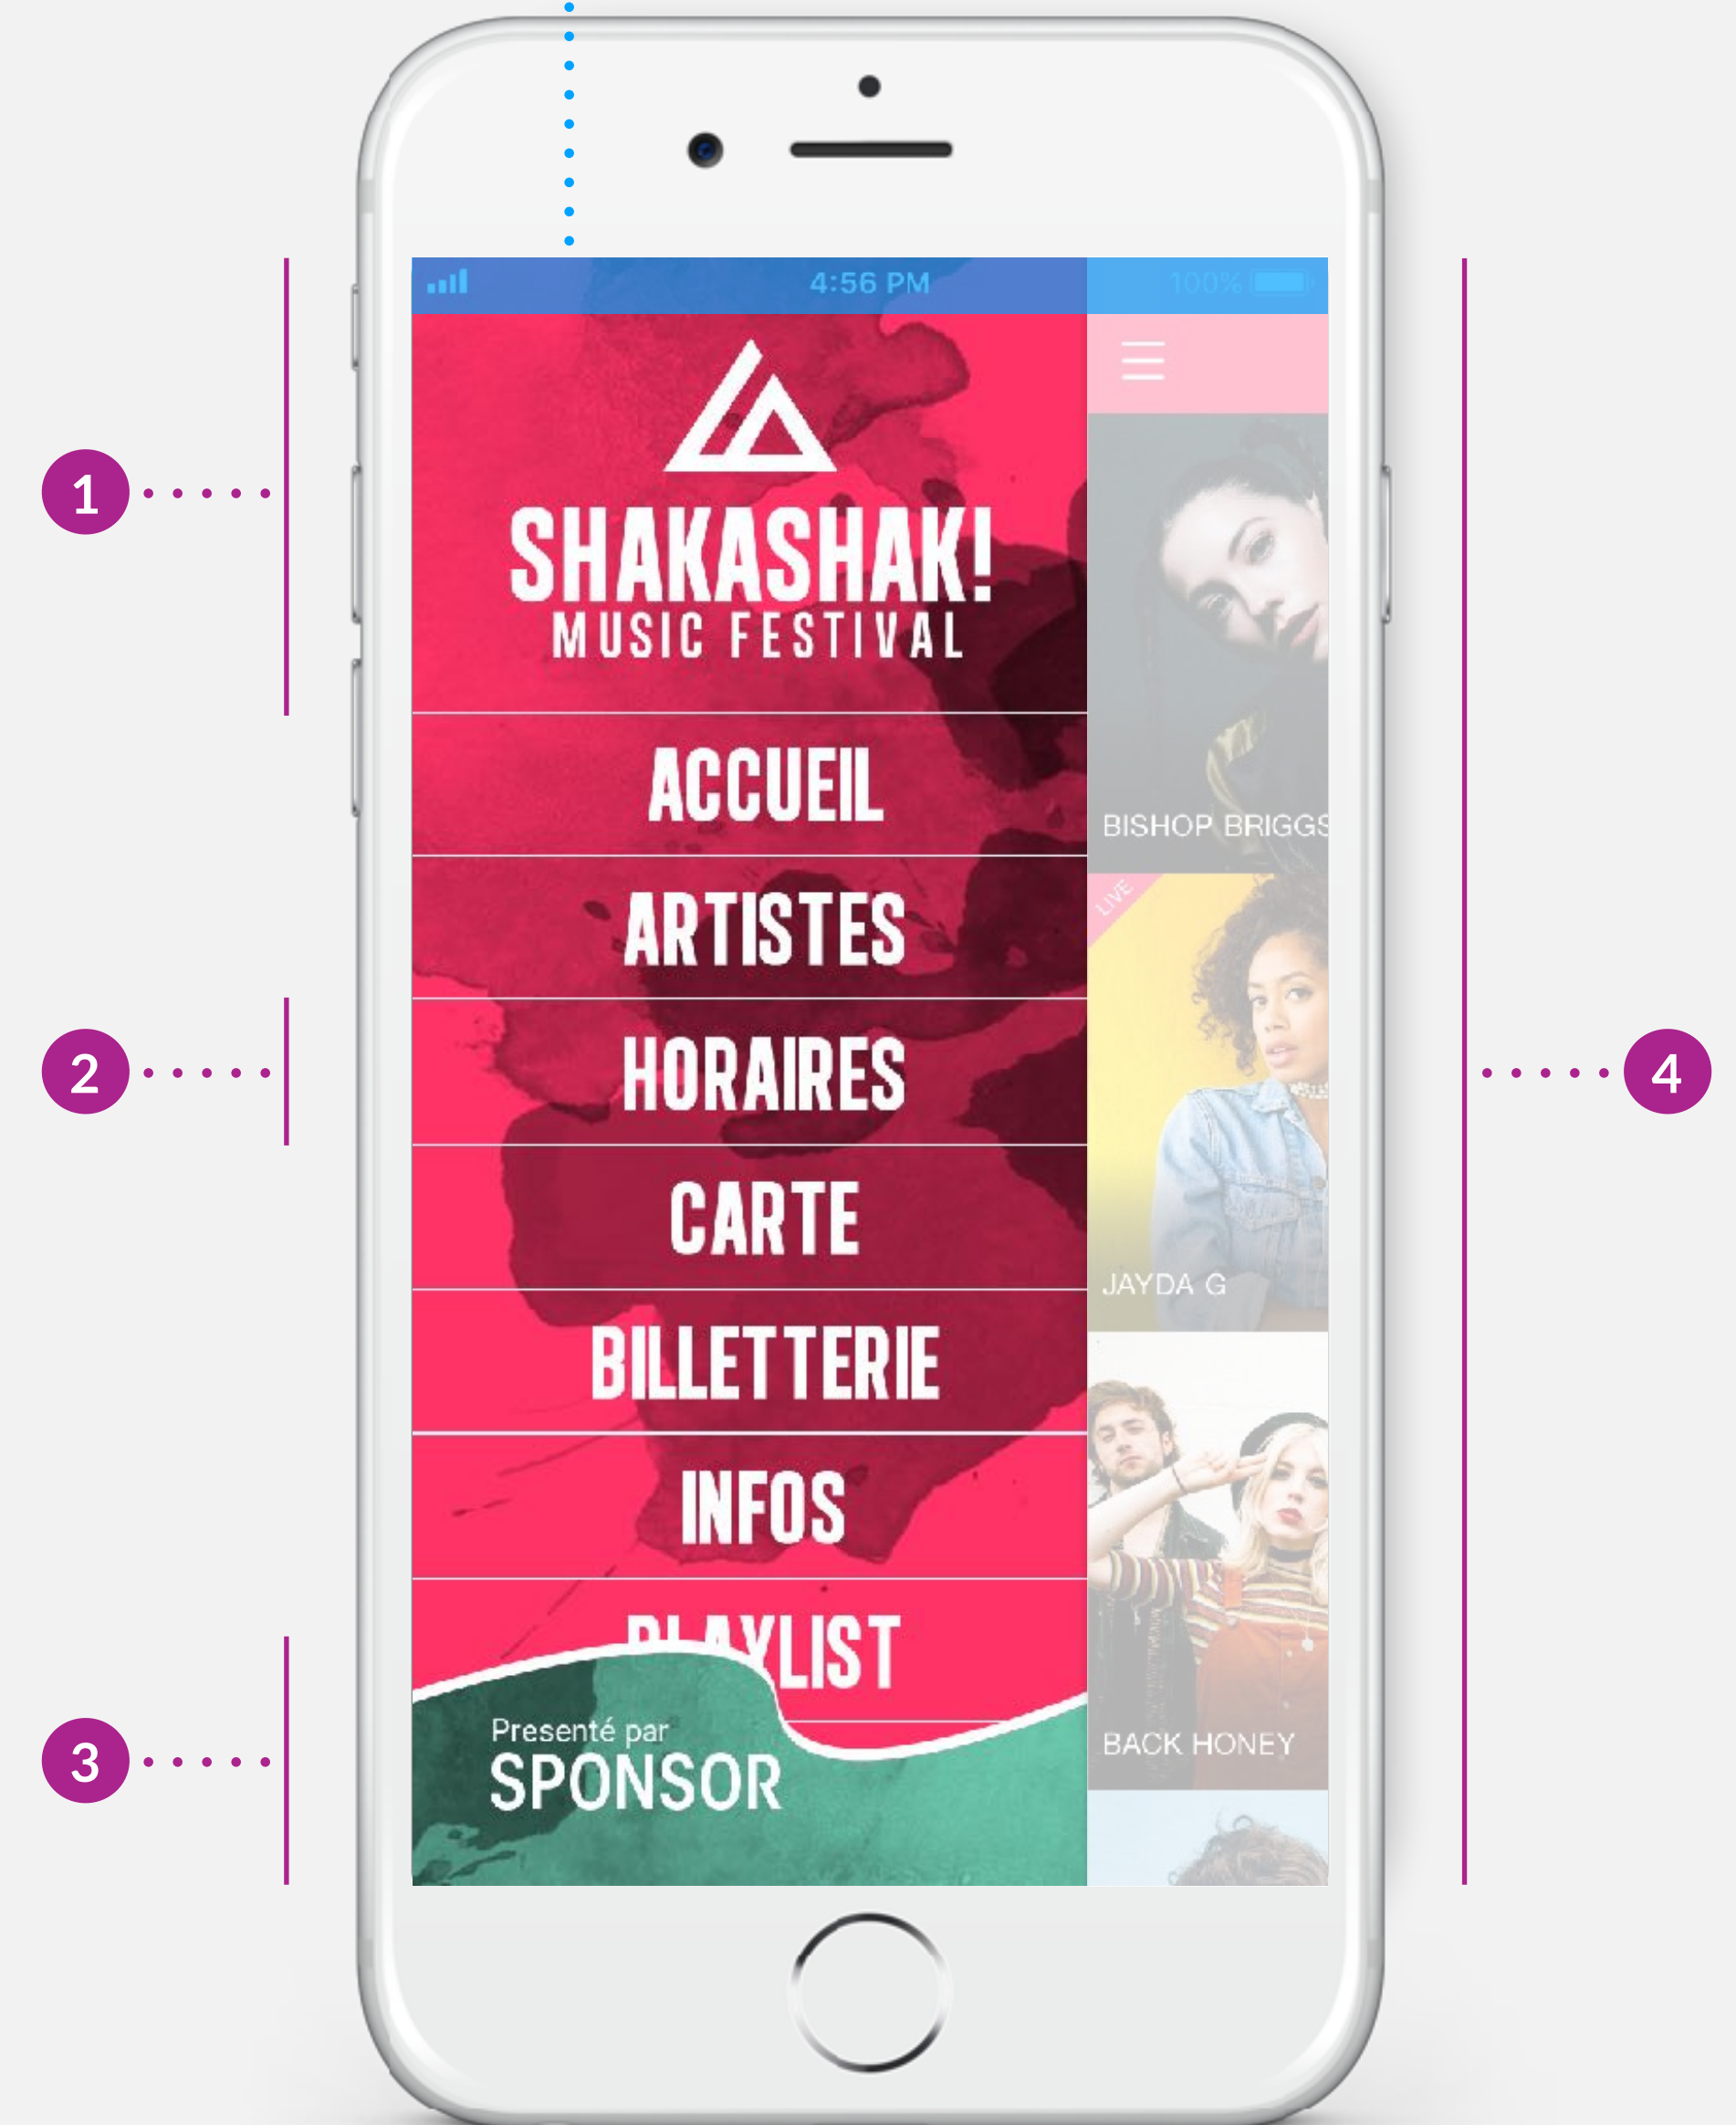 4:56 PM
100%
SHAKASHAK!
MUSIC FESTIVAL
ACCUEIL
ARTISTES
HORAIRES
CARTE
BILLETTERIE
INFOS
PLAYLIST
Presenté par
SPONSOR
BISHOP BRIGGS
LIVE
JAYDA G
BACK HONEY
1
2
3
4